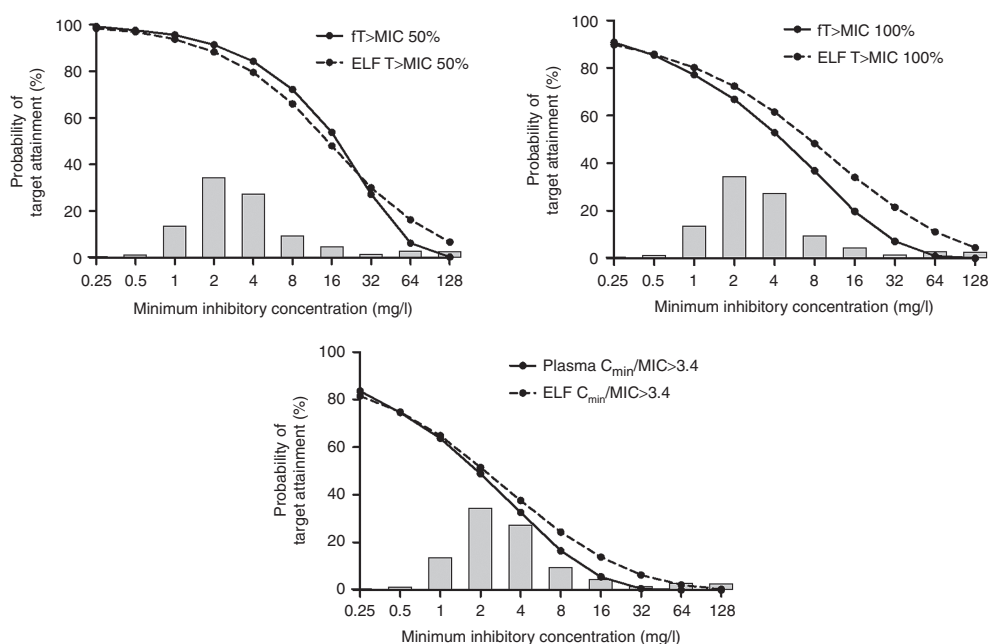 100
80
60
40
20
0
Probability of
target attainment (%)
fT>MIC 50%
ELF T>MIC 50%
0.25 0.5 1 2 4 8 16 32 64 128
Minimum inhibitory concentration (mg/l)
100
80
60
40
20
0
Probability of
target attainment (%)
fT>MIC 100%
ELF T>MIC 100%
0.25 0.5 1 2 4 8 16 32 64 128
Minimum inhibitory concentration (mg/l)
100
80
60
40
20
0
Probability of
target attainment (%)
Plasma Cmin/MIC>3.4
ELF Cmin/MIC>3.4
0.25 0.5 1 2 4 8 16 32 64 128
Minimum inhibitory concentration (mg/l)